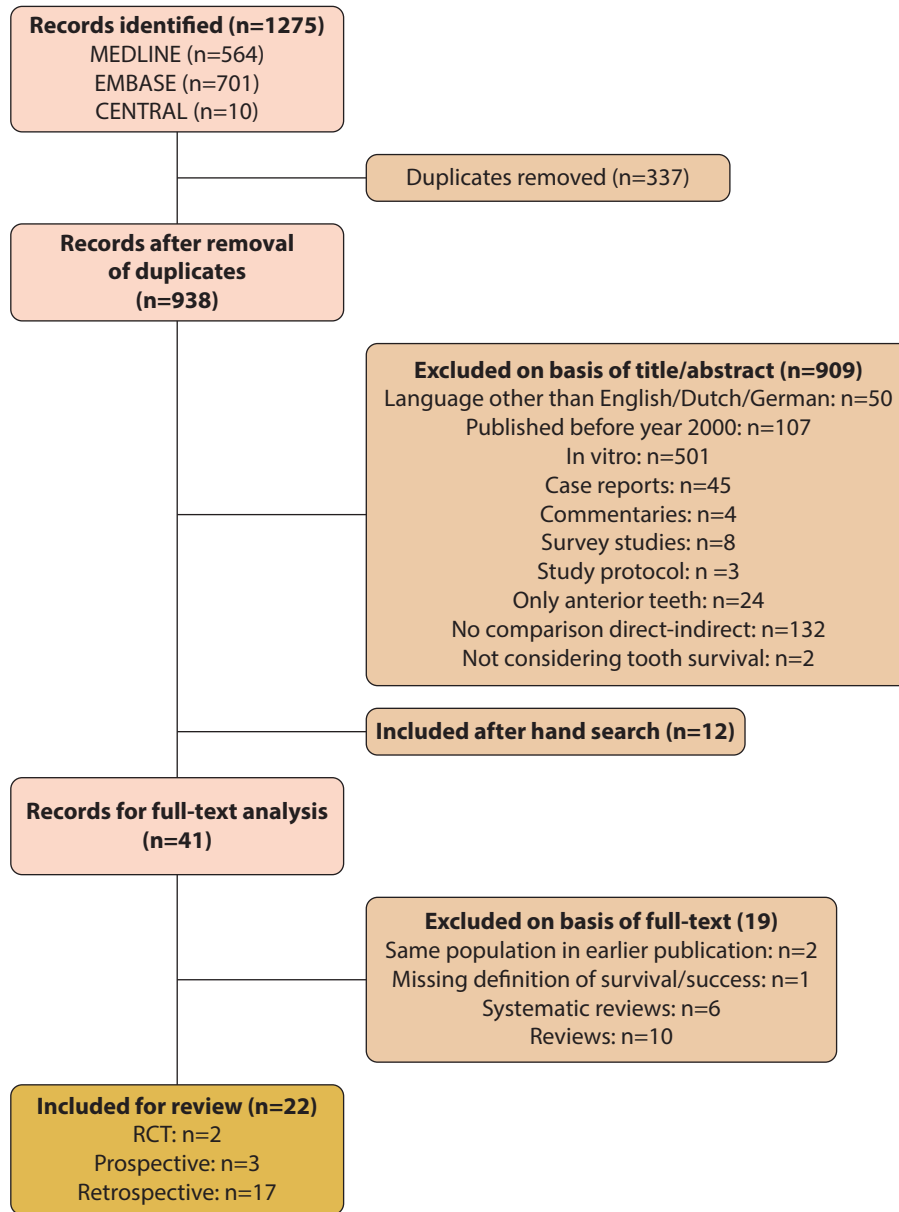 Records identified (n=1275)
MEDLINE (n=564)
EMBASE (n=701)
CENTRAL (n=10)
Duplicates removed (n=337)
Records after removal
of duplicates
(n=938)
Excluded on basis of title/abstract (n=909)
Language other than English/Dutch/German: n=50
Published before year 2000: n=107
In vitro: n=501
Case reports: n=45
Commentaries: n=4
Survey studies: n=8
Study protocol: n =3
Only anterior teeth: n=24
No comparison direct-indirect: n=132
Not considering tooth survival: n=2
Included after hand search (n=12)
Records for full-text analysis
(n=41)
Excluded on basis of full-text (19)
Same population in earlier publication: n=2
Missing definition of survival/success: n=1
Systematic reviews: n=6
Reviews: n=10
Included for review (n=22)
RCT: n=2
Prospective: n=3
Retrospective: n=17